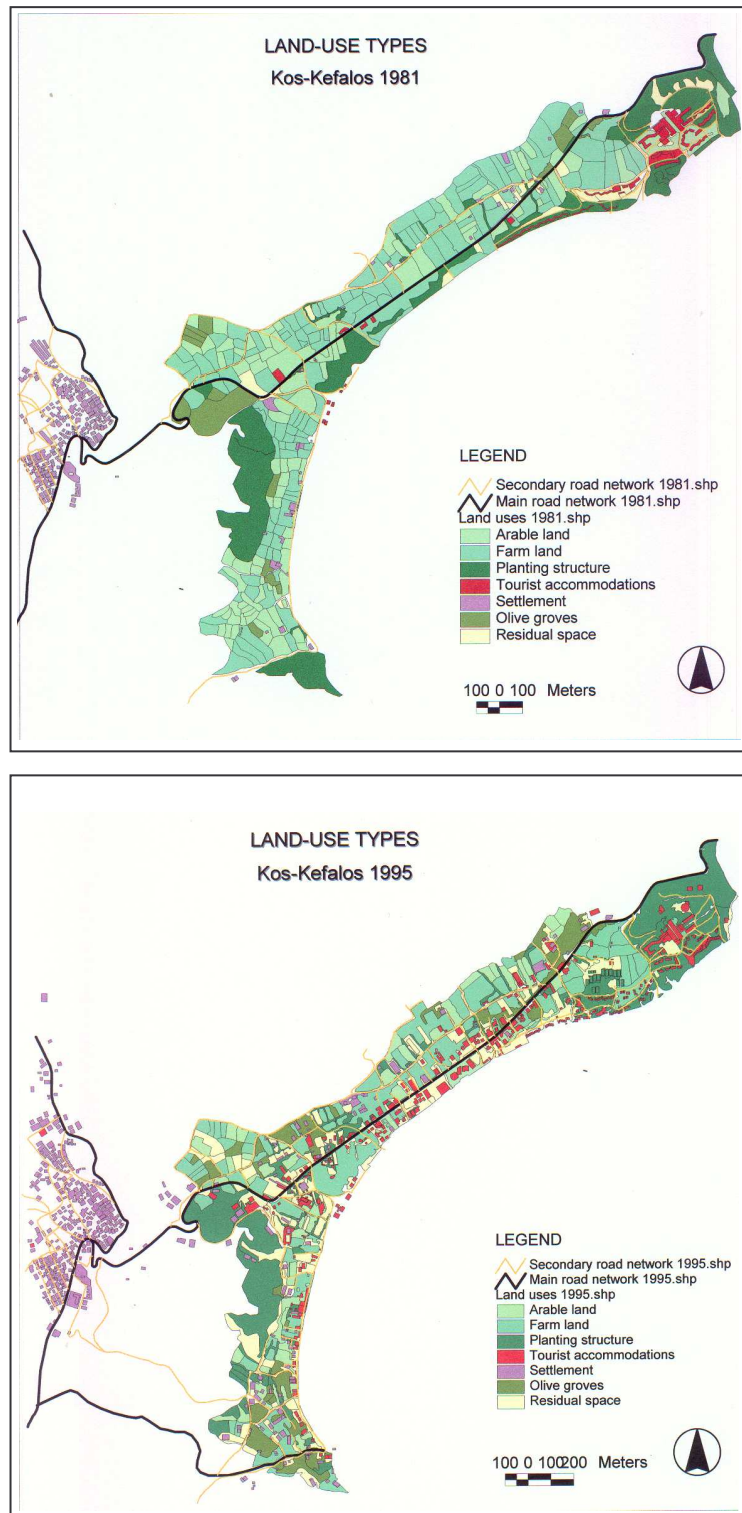 LAND-USE TYPES
Kos-Kefalos 1981
LEGEND
Secondary road network 1981.shp
Main road network 1981.shp
Land uses 1981.shp
Arable land
Farm land
Planting structure
Tourist accommodations
Settlement
Olive groves
Residual space
100 0 100 Meters
LAND-USE TYPES
Kos-Kefalos 1995
LEGEND
Secondary road network 1995.shp
Main road network 1995.shp
Land uses 1995.shp
Arable land
Farm land
Planting structure
Tourist accommodations
Settlement
Olive groves
Residual space
100 0 100200 Meters